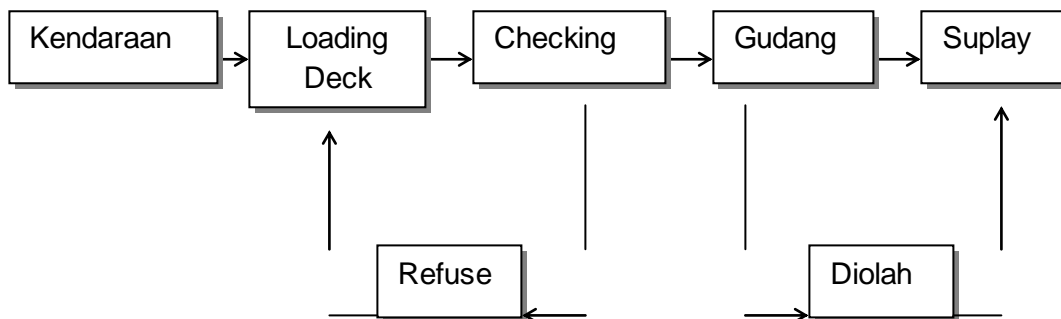 Kendaraan
Loading
Deck
Checking
Gudang
Suplay
Refuse
Diolah